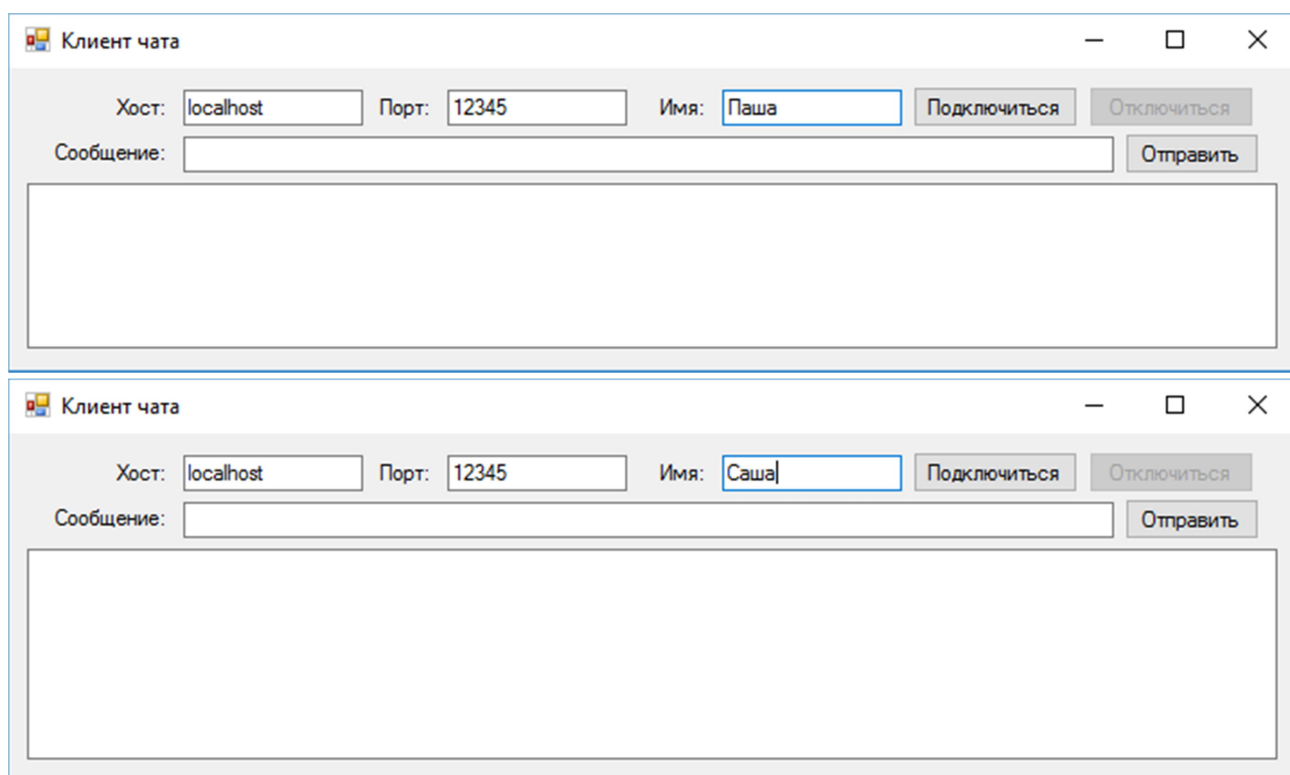 Клиент чата
Хост: localhost Порт: 12345 Имя: Паша Подключиться Отключиться
Сообщение: Отправить
Клиент чата
Хост: localhost Порт: 12345 Имя: Саша Подключиться Отключиться
Сообщение: Отправить